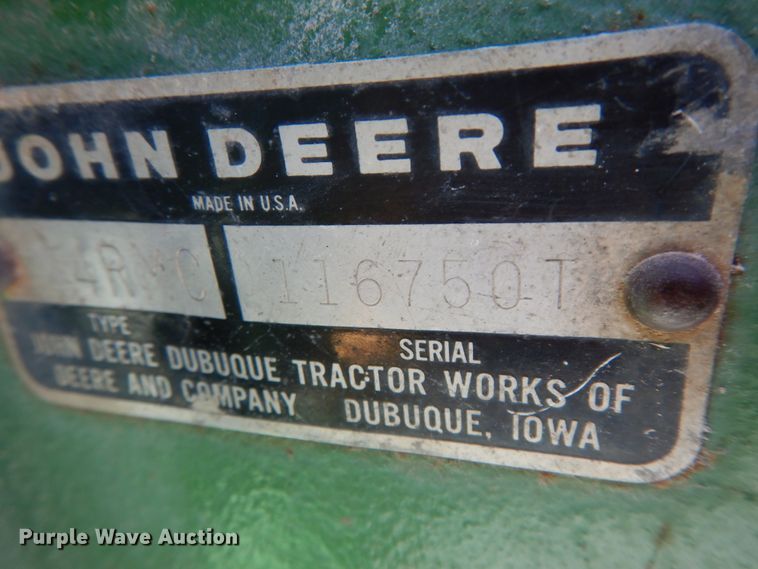 JOHN DEERE
MADE IN U.S.A.
116750T
TYPE
SERIAL
JOHN DEERE DUBUQUE TRACTOR WORKS OF
DEERE AND COMPANY DUBUQUE, IOWA
Purple Wave Auction